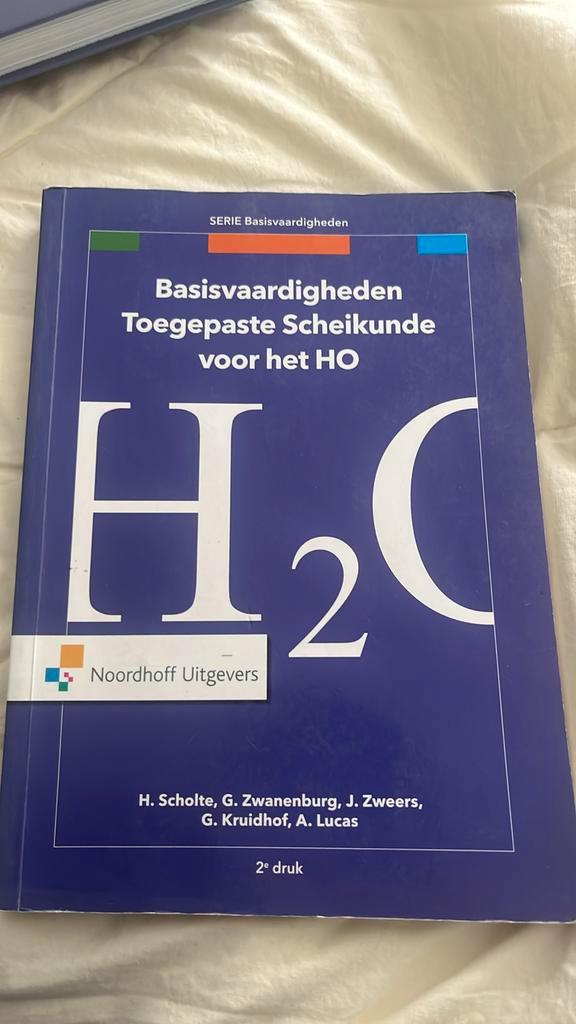 SERIE Basisvaardigheden
Basisvaardigheden
Toegepaste Scheikunde
voor het HO
H2O
Noordhoff Uitgevers
H. Scholte, G. Zwanenburg, J. Zweers,
G. Kruidhof, A. Lucas
2e druk